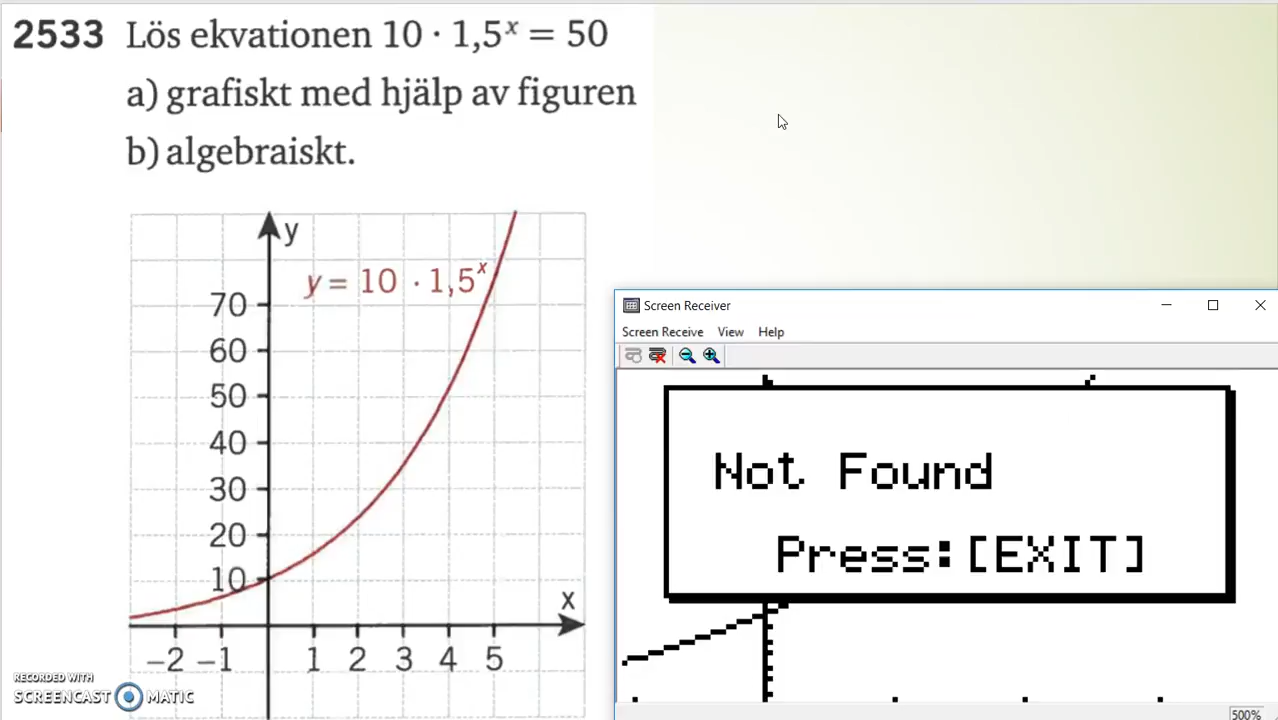 2533 Lös ekvationen 10 · 1,5ˣ = 50
a) grafiskt med hjälp av figuren
b) algebraiskt.
y
y = 10 · 1,5ˣ
70
60
50
40
30
20
10
x
−2 −1 1 2 3 4 5
Screen Receiver
Screen Receive View Help
Not Found
Press:[EXIT]
500%
RECORDED WITH
SCREENCAST MATIC